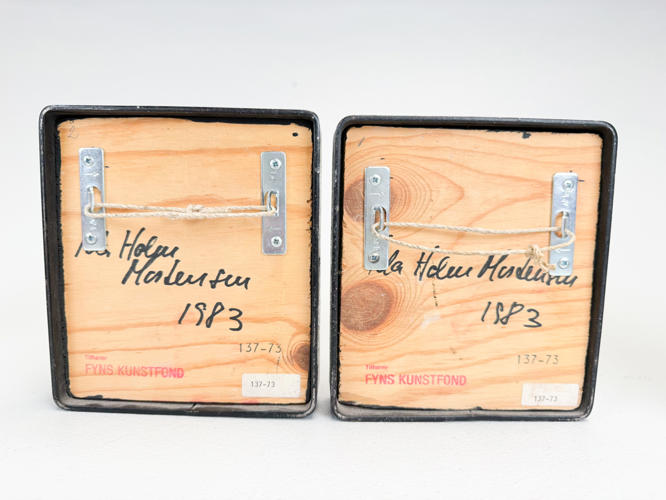 Holm
Mortensen
1983
137-73
Tilhører
FYNS KUNSTFOND
137-73
Holm Mortensen
1983
137-73
Tilhører
FYNS KUNSTFOND
137-73